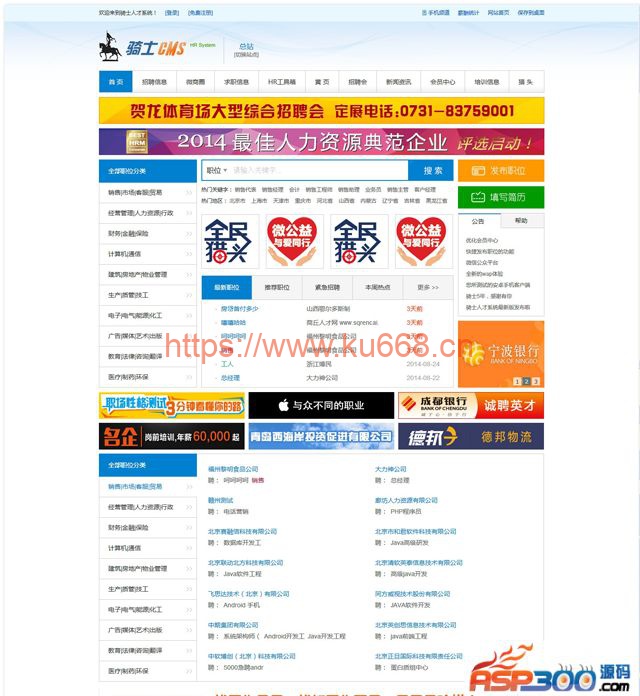 欢迎来到骑士人才系统！ [登录] [免费注册]
手机频道 薪酬统计 网站首页 保存到桌面
骑士CMS HR System
总站
[切换站点]
首 页 招聘信息 微商圈 求职信息 HR工具箱 黄 页 招聘会 新闻资讯 会员中心 培训信息 猎 头
贺龙体育场大型综合招聘会 定展电话:0731-83759001
BEST HRM 2014 最佳人力资源典范企业 评选活动！
全部职位分类
职位 请输入关键字... 搜 索
发布职位
填写简历
热门关键字： 销售代表 销售经理 会计 销售工程师 销售助理 业务员 销售主管 客户经理
热门地区： 北京市 上海市 天津市 重庆市 河北省 山西省 内蒙古 辽宁省 吉林省 黑龙江省
销售|市场|客服|贸易
经营管理|人力资源|行政
财务|金融|保险
计算机|通信
建筑|房地产|物业管理
生产|质管|技工
电子|电气|能源|化工
广告|媒体|艺术|出版
教育|法律|咨询|翻译
医疗|制药|环保
全民猎头
微公益 与爱同行
全民猎头
微公益 与爱同行
公告 帮助
优化会员中心
快捷发布职位的功能
微信公众平台
全新的wap体验
您所测试的安卓手机客户端
骑士5年，感谢有你
骑士人才系统最新版发布啦
最新职位 推荐职位 紧急招聘 本周热点 更多 >>
房贷首付多少 山西鄂尔多斯制 3天前
嘻嘻哈哈 商丘人才网 www.sqrencai. 3天前
呵呵呵呵 福州黎明食品公司 3天前
销售 福州黎明食品公司 3天前
工人 浙江嵊民 2014-08-24
总经理 大力神公司 2014-08-22
https://www.ku668.cn
宁波银行
BANK OF NINGBO
1 2 3
职场性格测试 3分钟看懂你的路
与众不同的职业
成都银行 BANK OF CHENGDU 诚聘英才
名企 岗前培训,年薪60,000起
青岛西海岸投资促进有限公司
德邦 德邦物流
全部职位分类
销售|市场|客服|贸易
经营管理|人力资源|行政
财务|金融|保险
计算机|通信
建筑|房地产|物业管理
生产|质管|技工
电子|电气|能源|化工
广告|媒体|艺术|出版
教育|法律|咨询|翻译
医疗|制药|环保
福州黎明食品公司
聘： 呵呵呵呵 销售
大力神公司
聘： 总经理
赣州测试
聘： 电话营销
廊坊人力资源有限公司
聘： PHP程序员
北京赛融信科技有限公司
聘： 数据库开发工
北京市和君软件科技有限公司
聘： Java高级研发
北京联动北方科技有限公司
聘： Java软件工程
北京清软英泰信息技术有限公司
聘： 高级java开发
飞思达技术（北京）有限公司
聘： Android 手机
同方威视技术股份有限公司
聘： JAVA软件开发
中期集团有限公司
聘： 系统架构师（ Android开发工 Java开发工程
北京英创思信息技术有限公司
聘： java前端工程
中软博创（北京）科技有限公司
聘： 5000急聘andr
北京正旦国际科技有限责任公司
聘： 蛋白质组中心
ASP300源码
.com